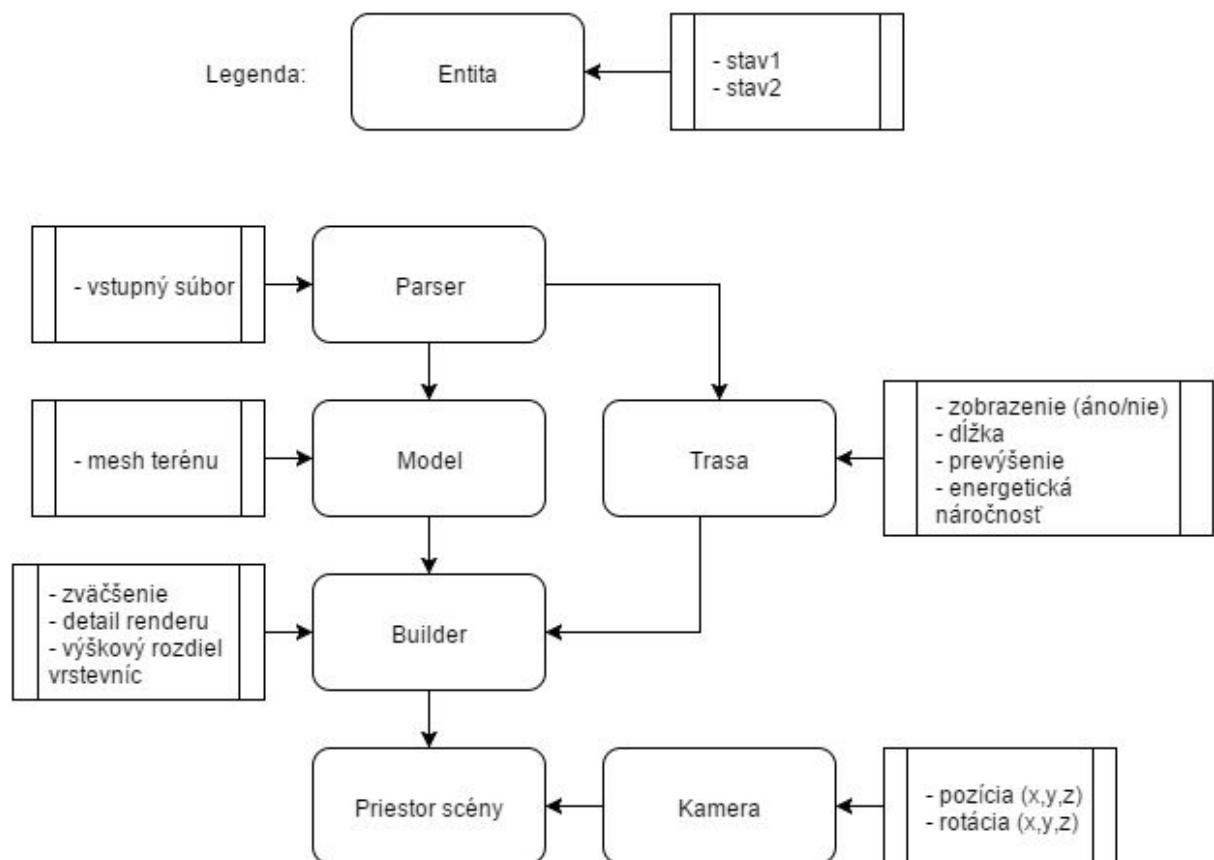 Legenda:
Entita
- stav1
- stav2
- vstupný súbor
Parser
- mesh terénu
Model
Trasa
- zobrazenie (áno/nie)
- dĺžka
- prevýšenie
- energetická
náročnosť
- zväčšenie
- detail renderu
- výškový rozdiel
vrstevníc
Builder
Priestor scény
Kamera
- pozícia (x,y,z)
- rotácia (x,y,z)